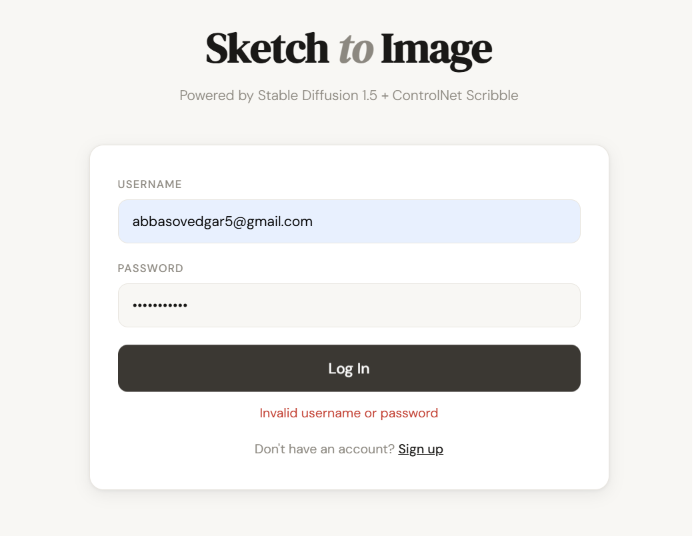 Sketch to Image
Powered by Stable Diffusion 1.5 + ControlNet Scribble
USERNAME
abbasovedgar5@gmail.com
PASSWORD
•••••••••••
Log In
Invalid username or password
Don't have an account? Sign up